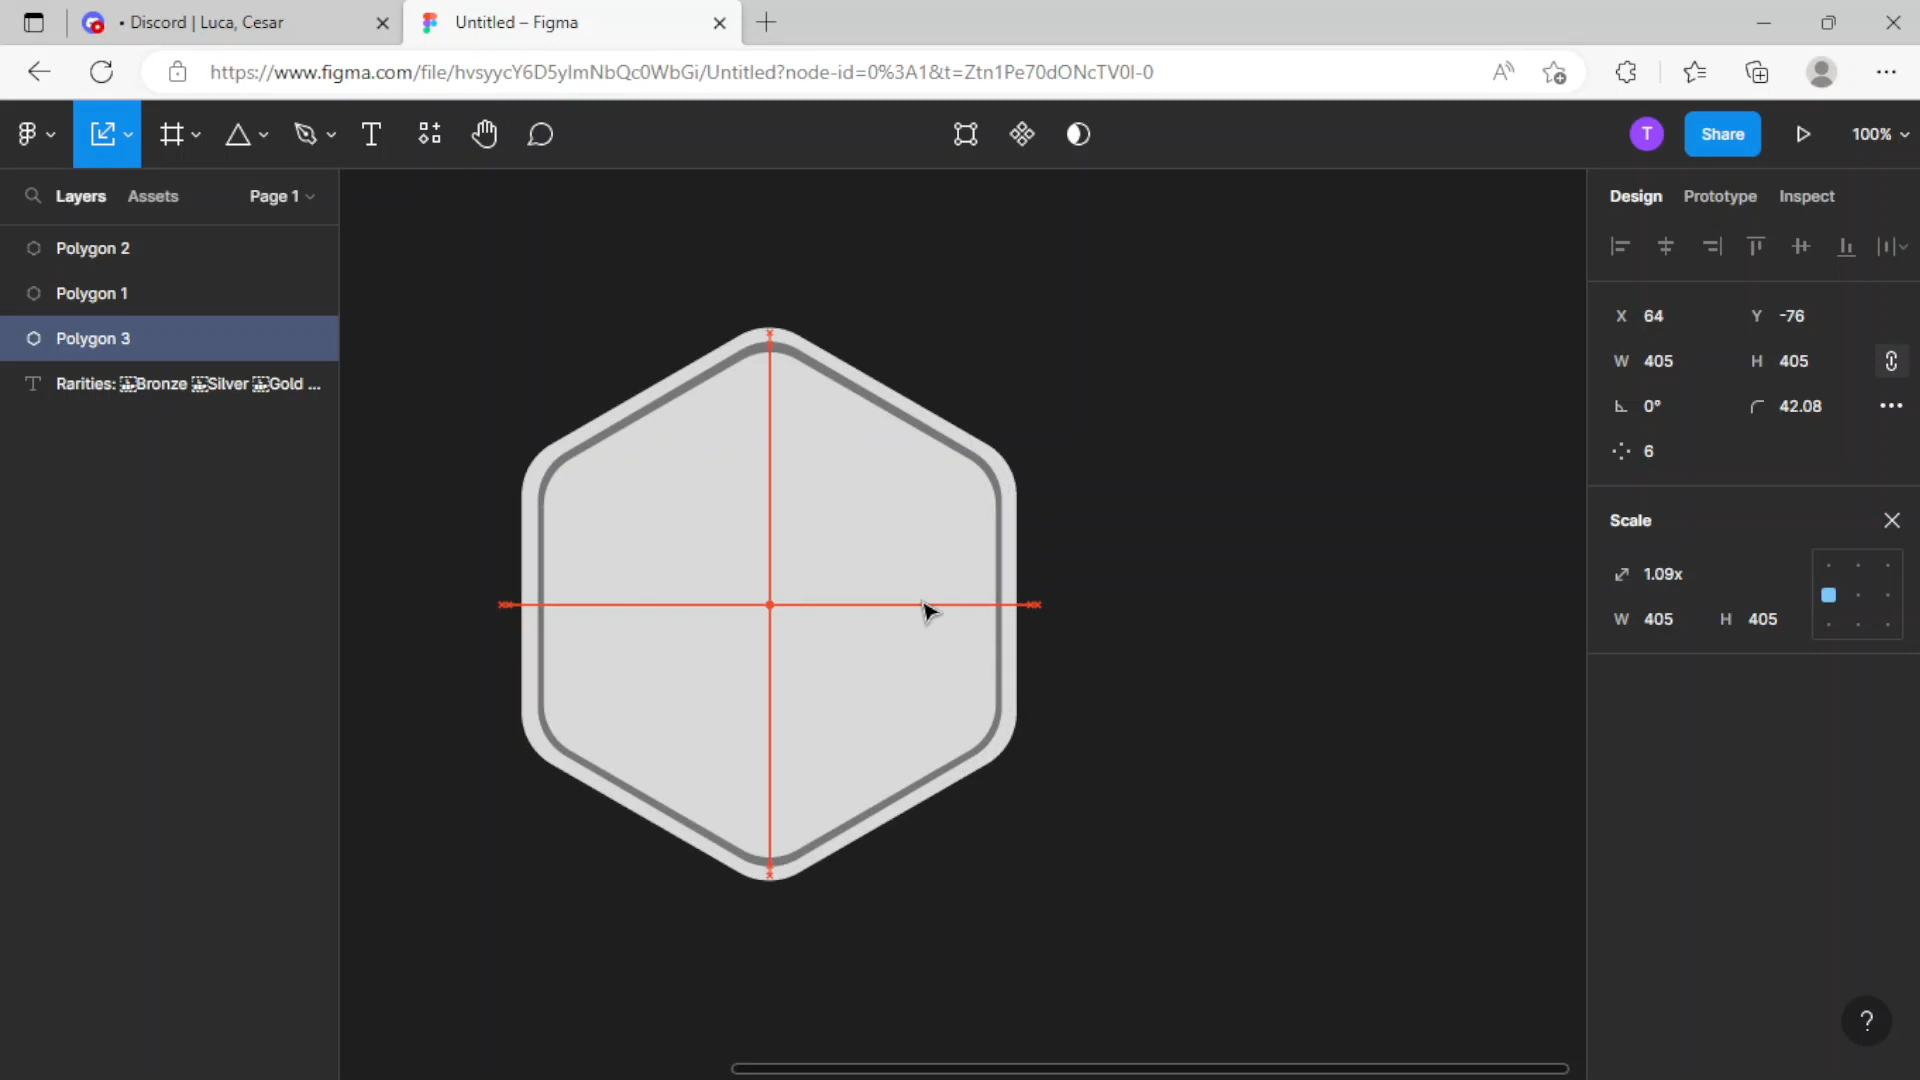 • Discord | Luca, Cesar
Untitled – Figma
https://www.figma.com/file/hvsyycY6D5ylmNbQc0WbGi/Untitled?node-id=0%3A1&t=Ztn1Pe70dONcTV0I-0
T
Share
100%
Layers
Assets
Page 1
Design
Prototype
Inspect
Polygon 2
Polygon 1
Polygon 3
Rarities: Bronze Silver Gold ...
X 64
Y -76
W 405
H 405
0°
42.08
6
Scale
1.09x
W 405
H 405
?